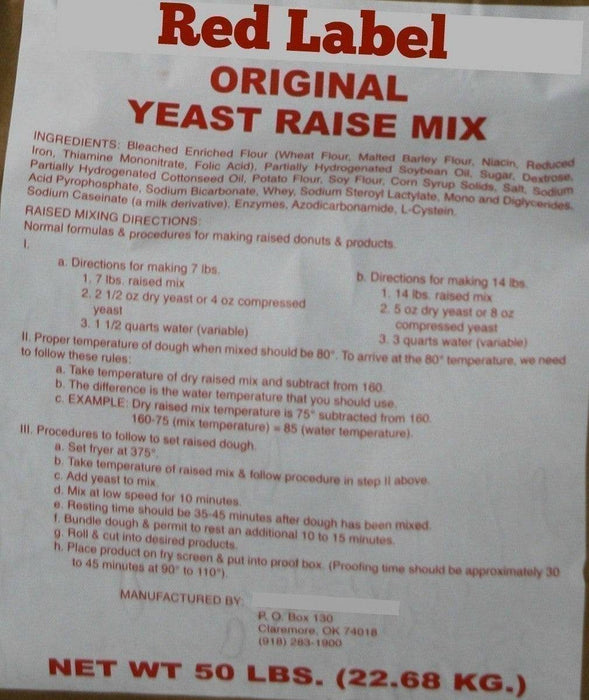 Red Label
ORIGINAL
YEAST RAISE MIX
INGREDIENTS: Bleached Enriched Flour (Wheat Flour, Malted Barley Flour, Niacin, Reduced
Iron, Thiamine Mononitrate, Folic Acid), Partially Hydrogenated Soybean Oil, Sugar, Dextrose,
Partially Hydrogenated Cottonseed Oil, Potato Flour, Soy Flour, Corn Syrup Solids, Salt, Sodium
Acid Pyrophosphate, Sodium Bicarbonate, Whey, Sodium Steroyl Lactylate, Mono and Diglycerides,
Sodium Caseinate (a milk derivative), Enzymes, Azodicarbonamide, L-Cystein.
RAISED MIXING DIRECTIONS:
Normal formulas & procedures for making raised donuts & products.
I.
a. Directions for making 7 lbs.
1. 7 lbs. raised mix
2. 2 1/2 oz dry yeast or 4 oz compressed
yeast
3. 1 1/2 quarts water (variable)
b. Directions for making 14 lbs.
1. 14 lbs. raised mix
2. 5 oz dry yeast or 8 oz
compressed yeast
3. 3 quarts water (variable)
II. Proper temperature of dough when mixed should be 80°. To arrive at the 80° temperature, we need
to follow these rules:
a. Take temperature of dry raised mix and subtract from 160.
b. The difference is the water temperature that you should use.
c. EXAMPLE: Dry raised mix temperature is 75° subtracted from 160.
160-75 (mix temperature) = 85 (water temperature).
III. Procedures to follow to set raised dough.
a. Set fryer at 375°.
b. Take temperature of raised mix & follow procedure in step II above.
c. Add yeast to mix.
d. Mix at low speed for 10 minutes.
e. Resting time should be 35-45 minutes after dough has been mixed.
f. Bundle dough & permit to rest an additional 10 to 15 minutes.
g. Roll & cut into desired products.
h. Place product on fry screen & put into proof box. (Proofing time should be approximately 30
to 45 minutes at 90° to 110°).
MANUFACTURED BY:
P. O. Box 130
Claremore, OK 74018
(918) 283-1900
NET WT 50 LBS. (22.68 KG.)